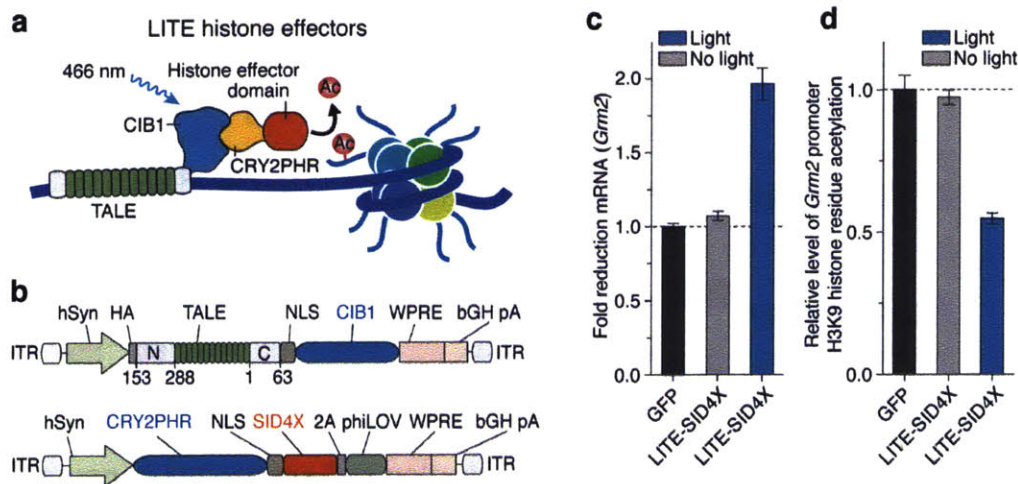 a
LITE histone effectors
466 nm
Histone effector
domain
Ac
CIB1
Ac
CRY2PHR
TALE
b
hSyn HA TALE NLS CIB1 WPRE bGH pA
ITR N C ITR
153 288 1 63
hSyn CRY2PHR NLS SID4X 2A phiLOV WPRE bGH pA
ITR ITR
c
Light
No light
Fold reduction mRNA (Grm2)
2.0
1.5
1.0
0.5
0.0
GFP
LITE-SID4X
LITE-SID4X
d
Light
No light
Relative level of Grm2 promoter
H3K9 histone residue acetylation
1.0
0.5
0.0
GFP
LITE-SID4X
LITE-SID4X